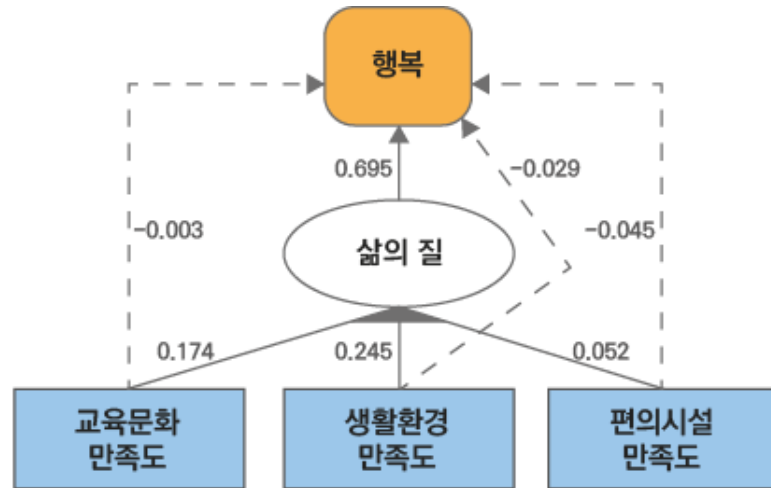 행복
0.695
-0.029
-0.003
-0.045
삶의 질
0.174
0.245
0.052
교육문화
만족도
생활환경
만족도
편의시설
만족도